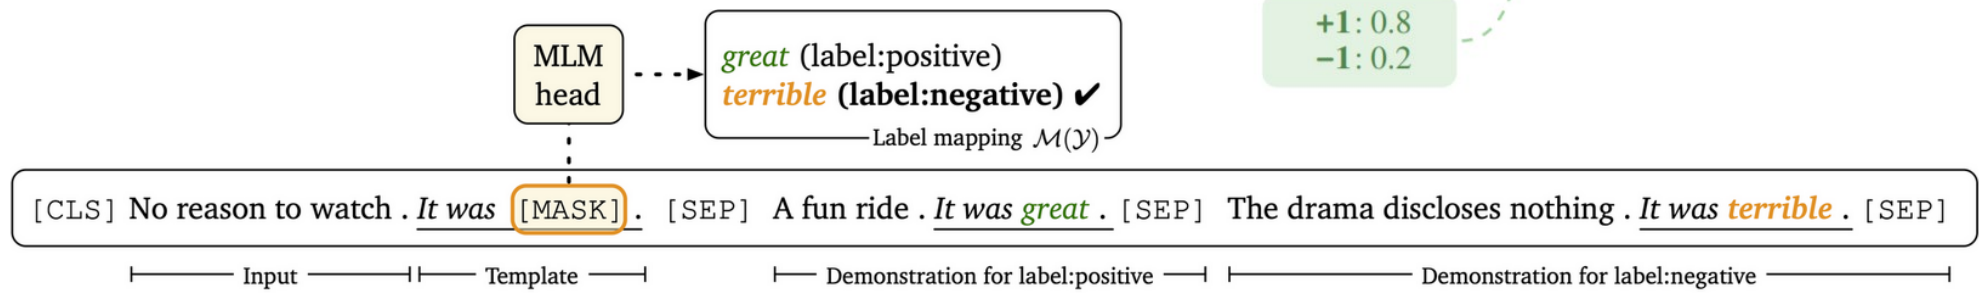 MLM
head
great (label:positive)
terrible (label:negative) ✔
Label mapping ℳ(𝒴)
+1: 0.8
−1: 0.2
[CLS] No reason to watch . It was [MASK] . [SEP] A fun ride . It was great . [SEP] The drama discloses nothing . It was terrible . [SEP]
Input Template Demonstration for label:positive Demonstration for label:negative